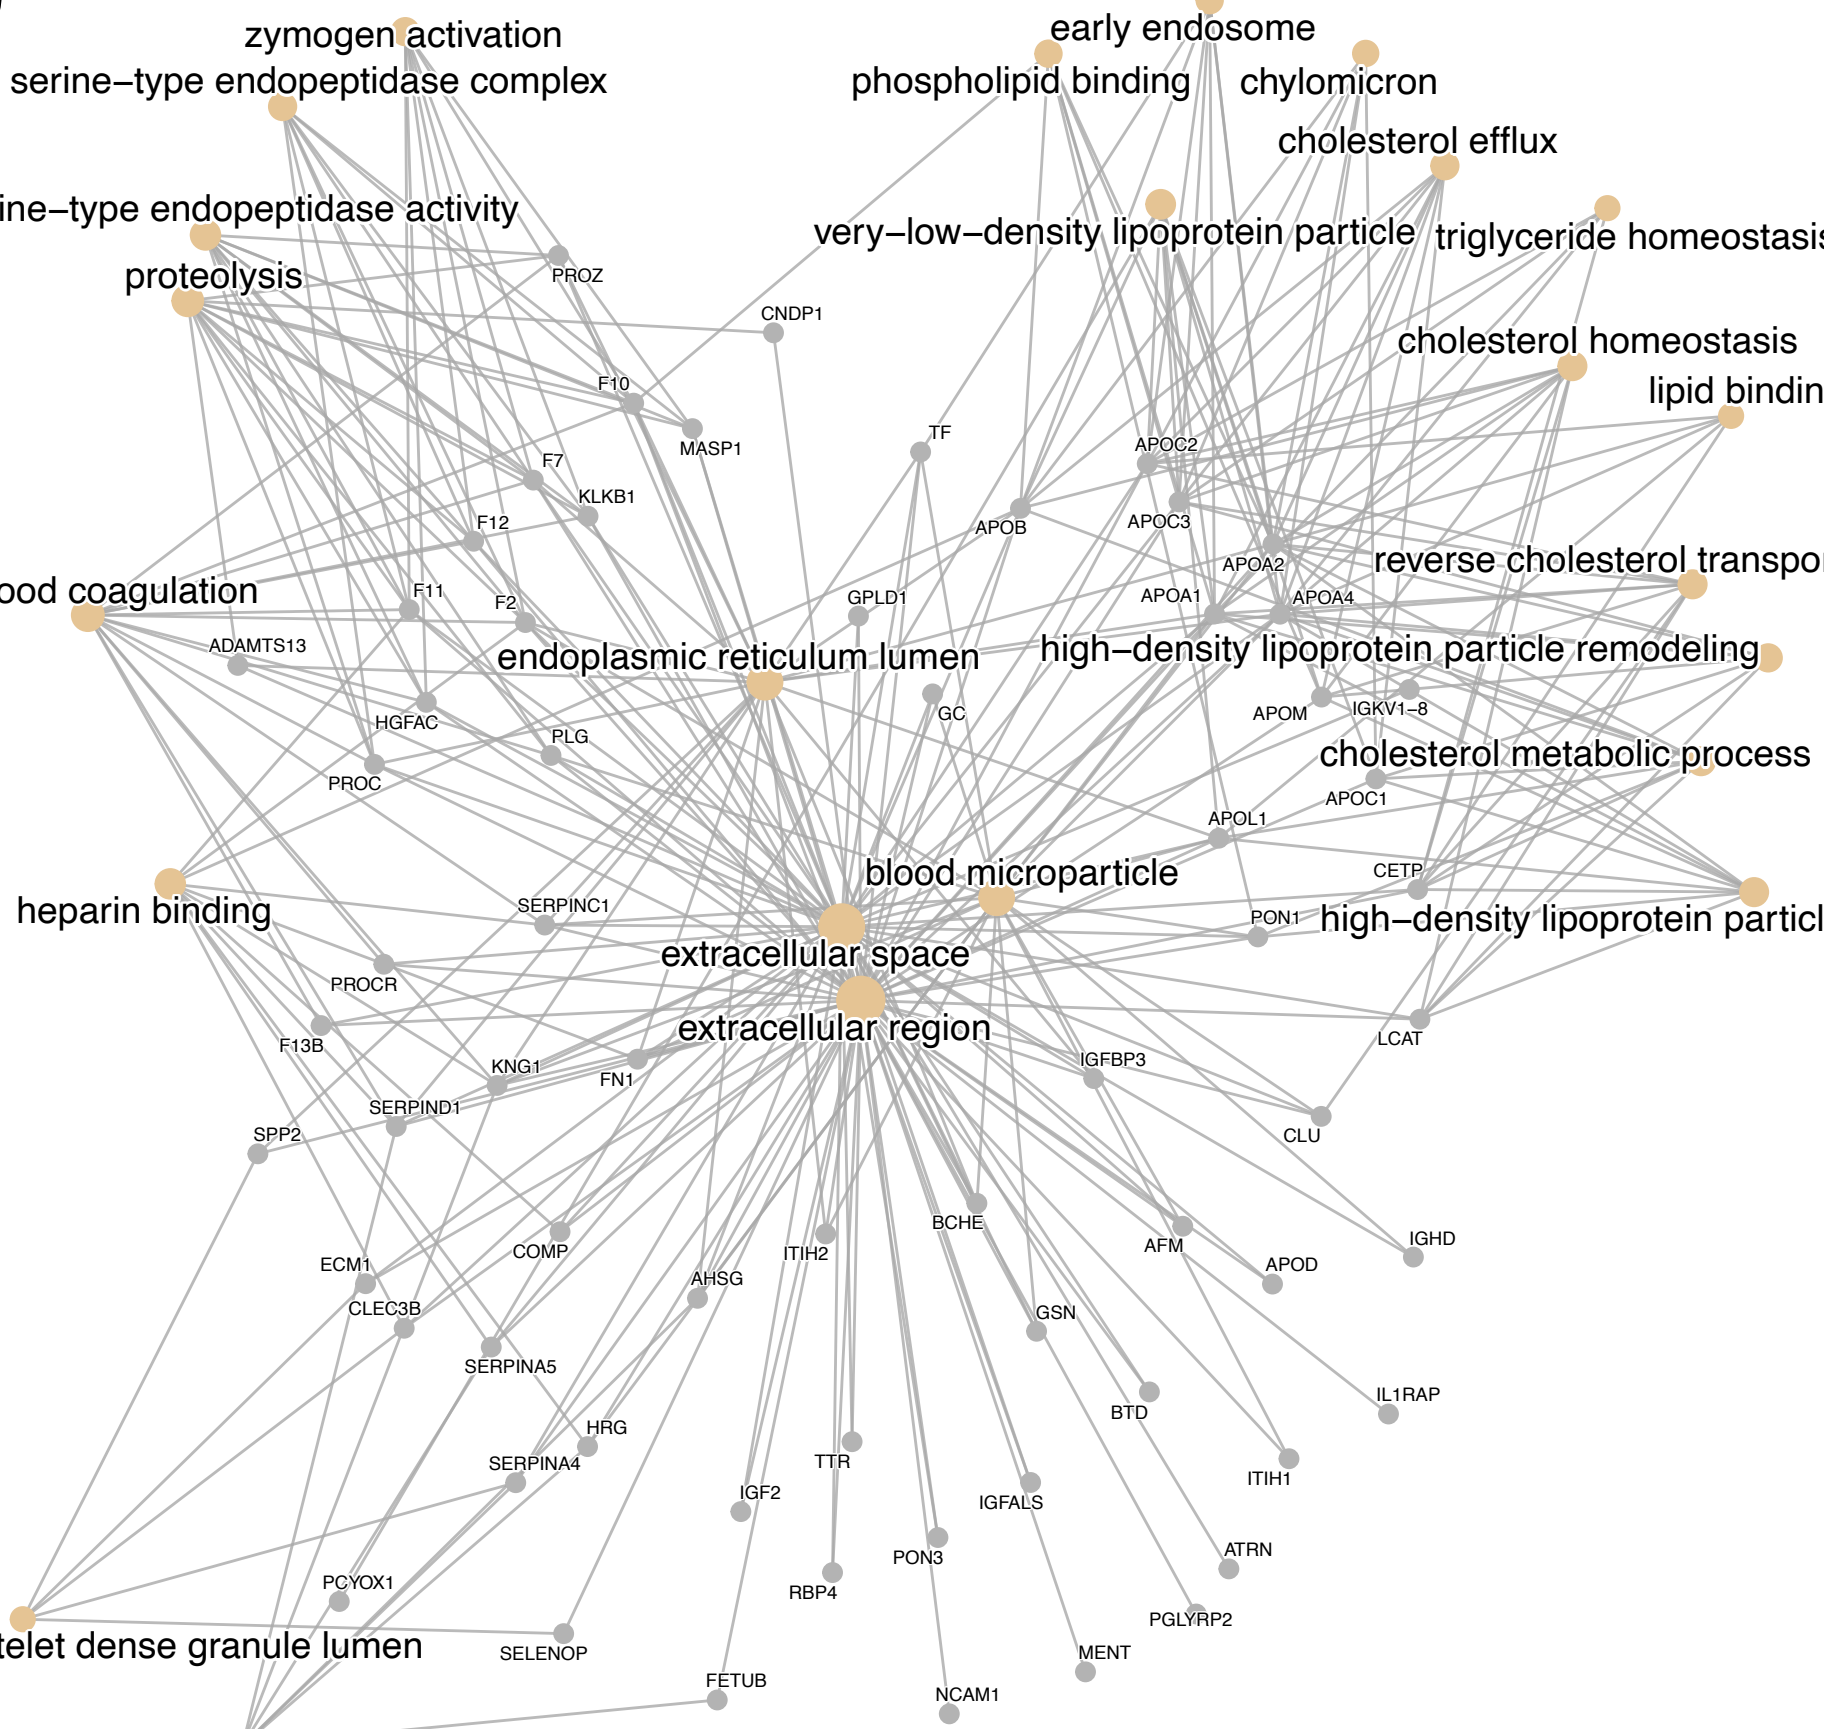 zymogen activation
early endosome
serine−type endopeptidase complex
phospholipid binding
chylomicron
cholesterol efflux
ine−type endopeptidase activity
very−low−density lipoprotein particle
triglyceride homeostasis
proteolysis
PROZ
CNDP1
cholesterol homeostasis
F10
lipid bindin
TF
MASP1
APOC2
F7
KLKB1
F12
APOB
APOC3
APOA2
reverse cholesterol transpo
ood coagulation
F11
F2
GPLD1
APOA1
APOA4
ADAMTS13
endoplasmic reticulum lumen
high−density lipoprotein particle remodeling
HGFAC
GC
APOM
IGKV1−8
PLG
cholesterol metabolic process
PROC
APOC1
APOL1
blood microparticle
CETP
heparin binding
SERPINC1
PON1
high−density lipoprotein particl
extracellular space
PROCR
extracellular region
F13B
LCAT
KNG1
FN1
IGFBP3
SERPIND1
SPP2
CLU
BCHE
IGHD
COMP
ITIH2
AFM
ECM1
APOD
AHSG
CLEC3B
GSN
SERPINA5
IL1RAP
BTD
HRG
SERPINA4
TTR
ITIH1
IGF2
IGFALS
ATRN
PON3
PCYOX1
RBP4
PGLYRP2
telet dense granule lumen
SELENOP
MENT
FETUB
NCAM1